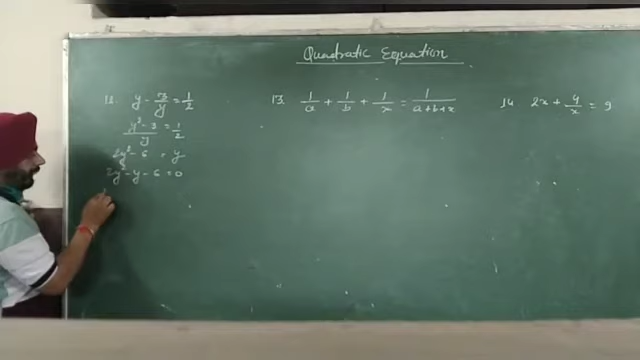 Quadratic Equation
12. y - 3/y = 1/2
y² - 3 / y = 1/2
2y² - 6 = y
2y² - y - 6 = 0
13. 1/a + 1/b + 1/x = 1/(a+b+x)
14. 2x + 4/x = 9